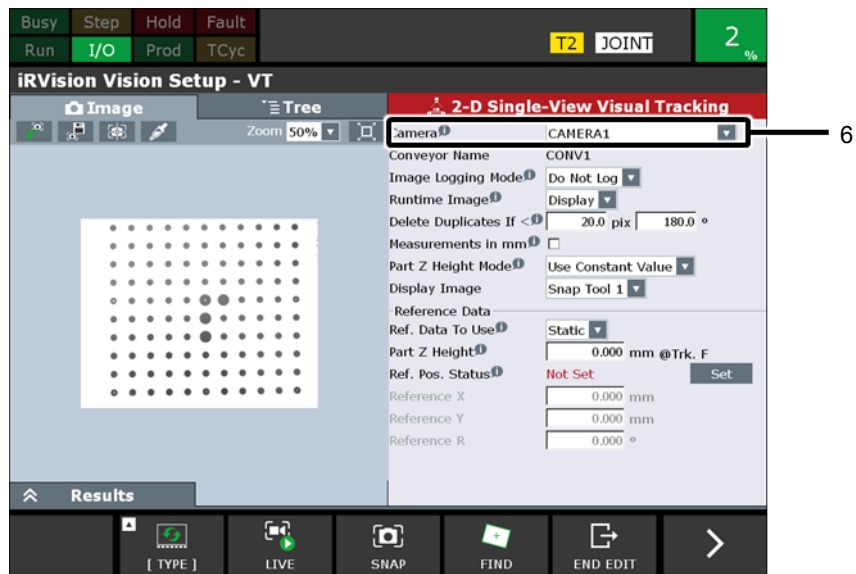 Busy Step Hold Fault
Run I/O Prod TCyc
T2 JOINT 2 %
iRVision Vision Setup - VT
Image Tree 2-D Single-View Visual Tracking
Zoom 50%
Camera CAMERA1 6
Conveyor Name CONV1
Image Logging Mode Do Not Log
Runtime Image Display
Delete Duplicates If < 20.0 pix 180.0 °
Measurements in mm
Part Z Height Mode Use Constant Value
Display Image Snap Tool 1
Reference Data
Ref. Data To Use Static
Part Z Height 0.000 mm @Trk. F
Ref. Pos. Status Not Set Set
Reference X 0.000 mm
Reference Y 0.000 mm
Reference R 0.000 °
Results
[ TYPE ] LIVE SNAP FIND END EDIT